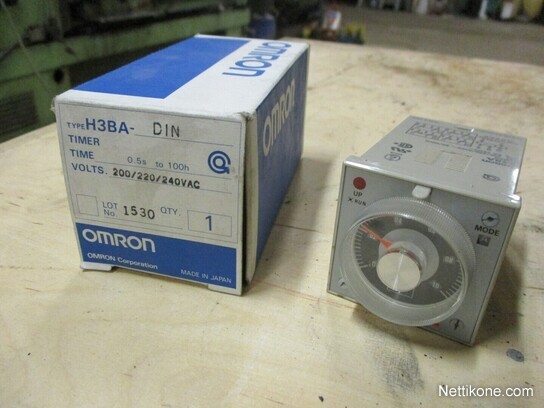 OMRON
OMRON
TYPE H3BA- DIN
TIMER
TIME 0.5s to 100h
VOLTS. 200/220/240VAC
LOT No 1530 QTY. 1
OMRON
OMRON Corporation MADE IN JAPAN
UP
RUN
MODE
Nettikone.com